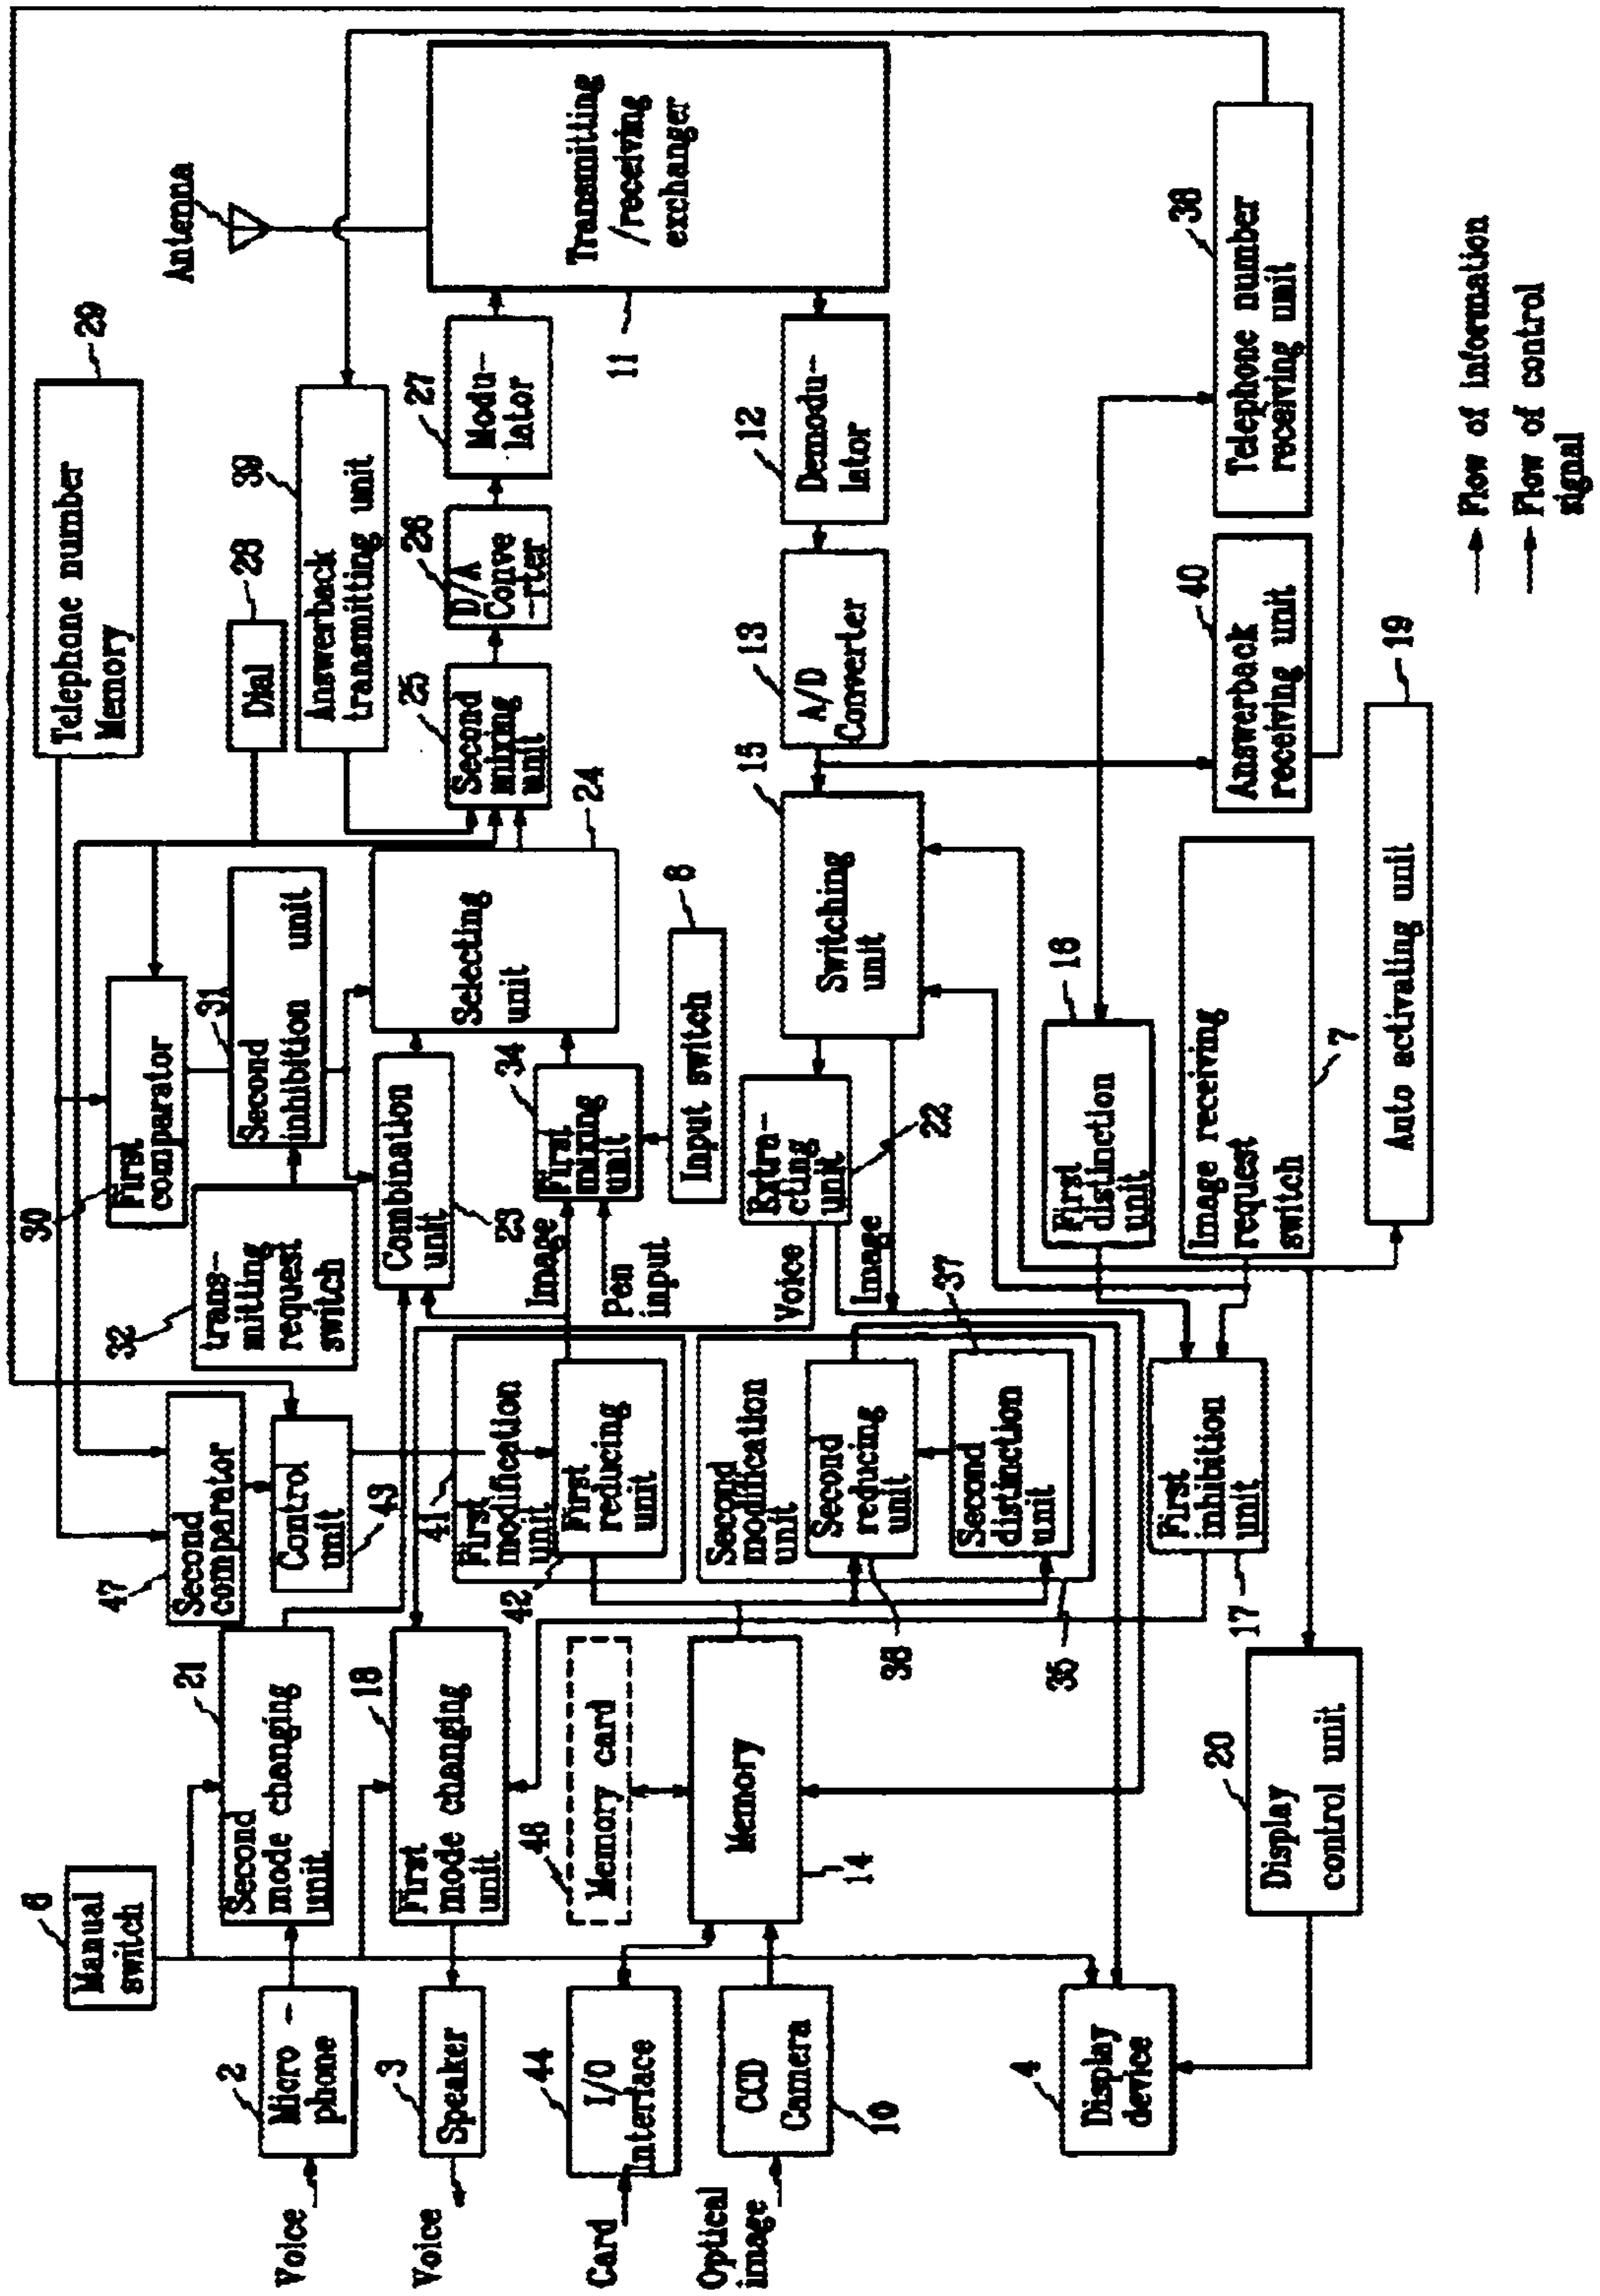 Antenna
Transmitting
/receiving
exchanger
11
29
Telephone number
Memory
28
Dial
39
Answerback
transmitting unit
27
Modu-
lator
26
D/A
Conve
-rter
25
Second
mixing
unit
24
Selecting
unit
12
Demodu-
lator
13
A/D
Converter
15
Switching
unit
38
Telephone number
receiving unit
40
Answerback
receiving unit
19
Auto activating unit
Flow of information
Flow of control
signal
30
First
comparator
31
Second
inhibition unit
32
trans-
mitting
request
switch
23
Combination
unit
34
First
mixing
unit
8
Input switch
Image
Pen
input
22
Extra-
cting
unit
Voice
Image
16
First
distinction
unit
7
Image receiving
request
switch
47
Second
comparator
43
Control
unit
41
First
modification
unit
42
First
reducing
unit
Second
modification
unit
36
Second
reducing
unit
37
Second
distinction
unit
35
17
First
inhibition
unit
6
Manual
switch
21
Second
mode changing
unit
18
First
mode changing
unit
48
Memory card
14
Memory
20
Display
control unit
2
Micro -
phone
3
Speaker
44
I/O
Interface
10
CCD
Camera
4
Display
device
Voice
Voice
Card
Optical
image